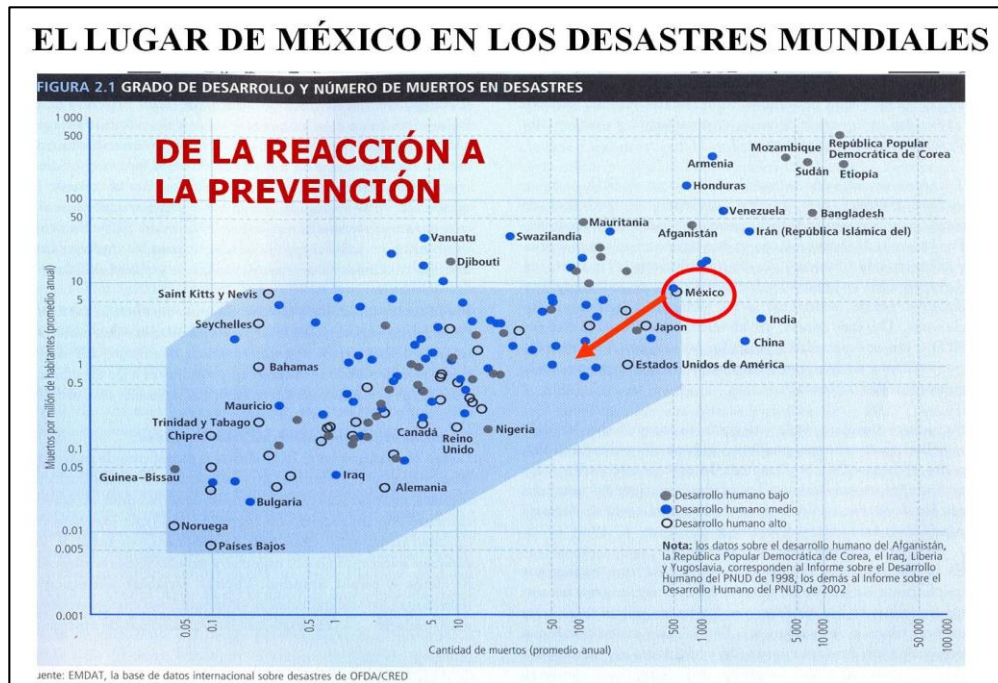 EL LUGAR DE MÉXICO EN LOS DESASTRES MUNDIALES
FIGURA 2.1 GRADO DE DESARROLLO Y NÚMERO DE MUERTOS EN DESASTRES
DE LA REACCIÓN A
LA PREVENCIÓN
Muertos por millón de habitantes (promedio anual)
1 000
500
100
50
10
5
1
0.5
0.1
0.05
0.01
0.005
0.001
Mozambique
República Popular
Democrática de Corea
Armenia
Sudán
Etiopía
Honduras
Venezuela
Bangladesh
Mauritania
Afganistán
Irán (República Islámica del)
Vanuatu
Swazilandia
Djibouti
Saint Kitts y Nevis
México
Seychelles
Japón
India
China
Bahamas
Estados Unidos de América
Mauricio
Trinidad y Tabago
Chipre
Canadá
Reino
Unido
Nigeria
Guinea-Bissau
Iraq
Alemania
Bulgaria
Noruega
Países Bajos
Desarrollo humano bajo
Desarrollo humano medio
Desarrollo humano alto
Nota: los datos sobre el desarrollo humano del Afganistán,
la República Popular Democrática de Corea, el Iraq, Liberia
y Yugoslavia, corresponden al Informe sobre el Desarrollo
Humano del PNUD de 1998, los demás al Informe sobre el
Desarrollo Humano del PNUD de 2002
0.05
0.1
0.5
1
5
10
50
100
500
1 000
5 000
10 000
50 000
100 000
Cantidad de muertos (promedio anual)
uente: EMDAT, la base de datos internacional sobre desastres de OFDA/CRED